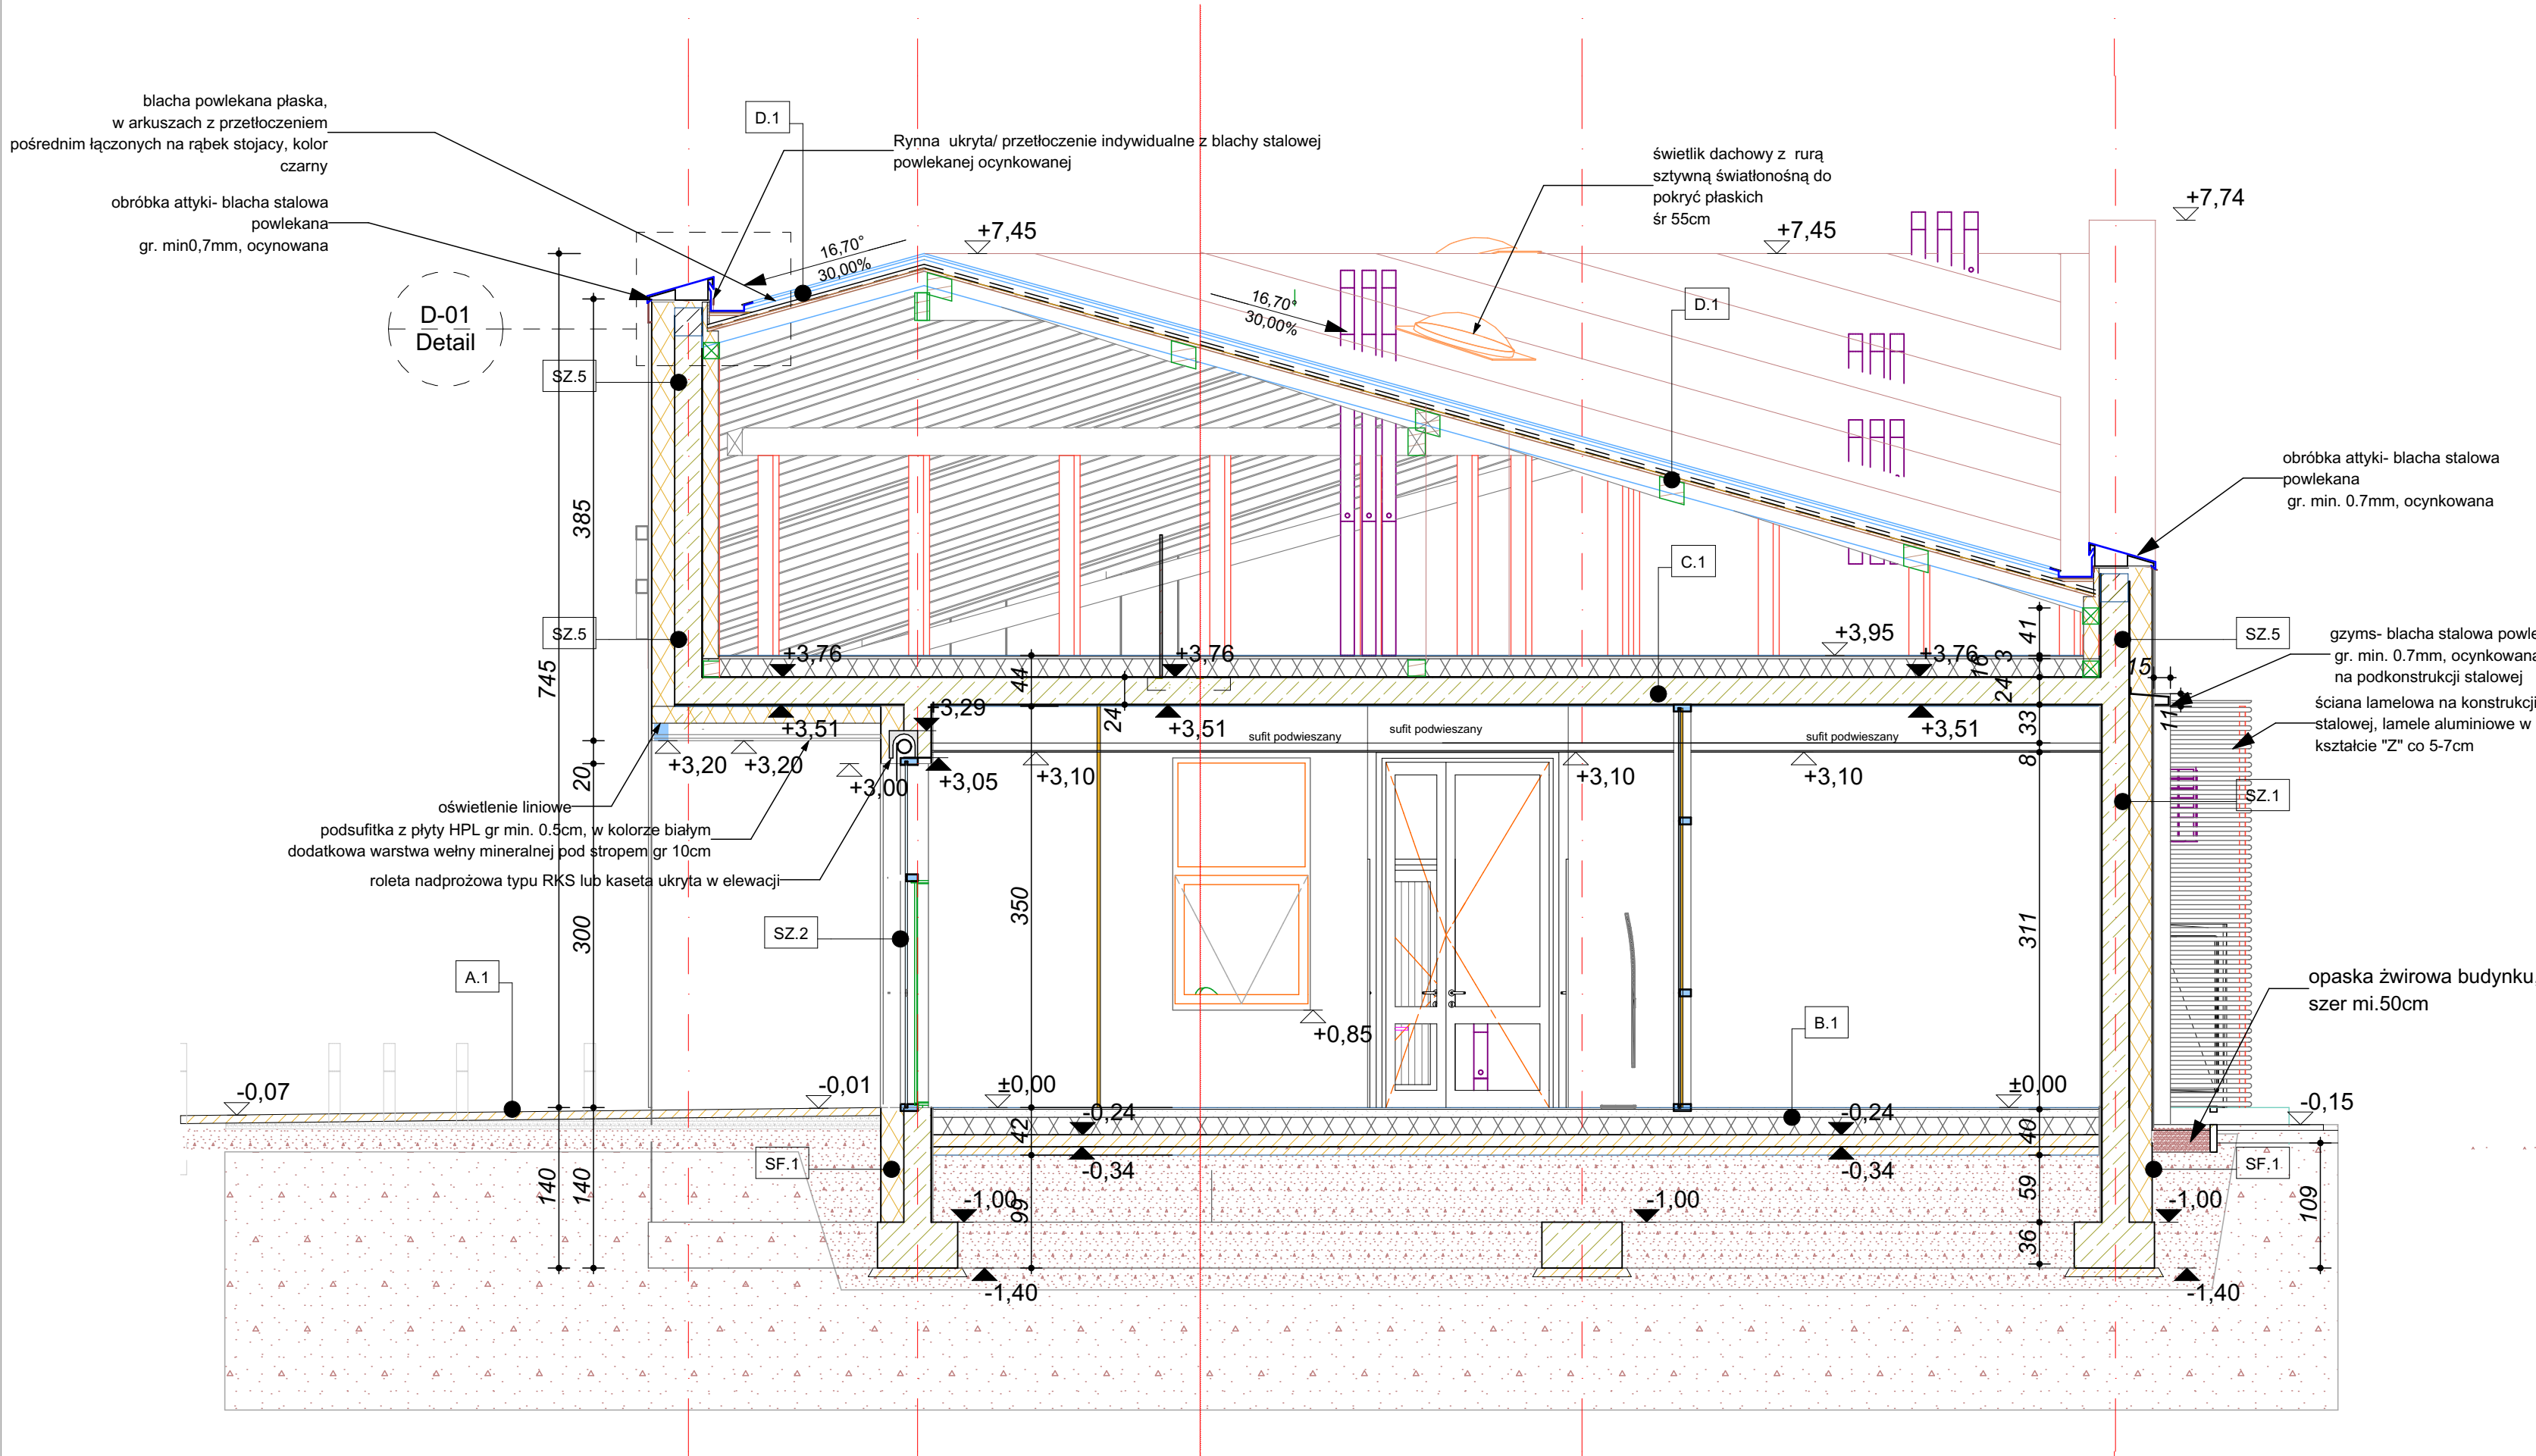 blacha powlekana płaska,
w arkuszach z przetłoczeniem
pośrednim łączonych na rąbek stojacy, kolor
czarny
obróbka attyki- blacha stalowa
powlekana
gr. min0,7mm, ocynowana
D.1
Rynna ukryta/ przetłoczenie indywidualne z blachy stalowej
powlekanej ocynkowanej
świetlik dachowy z rurą
sztywną światłonośną do
pokryć płaskich
śr 55cm
+7,74
+7,45
+7,45
16,70°
30,00%
16,70°
30,00%
D.1
D-01
Detail
SZ.5
obróbka attyki- blacha stalowa
powlekana
gr. min. 0.7mm, ocynkowana
385
745
C.1
SZ.5
SZ.5
+3,95
41
3
16
24
15
11
gzyms- blacha stalowa powle
gr. min. 0.7mm, ocynkowana
na podkonstrukcji stalowej
ściana lamelowa na konstrukcji
stalowej, lamele aluminiowe w
kształcie "Z" co 5-7cm
+3,76
+3,76
+3,76
44
24
+3,29
+3,51
+3,51
+3,51
33
8
sufit podwieszany
sufit podwieszany
sufit podwieszany
+3,20
+3,20
+3,00
+3,05
+3,10
+3,10
+3,10
20
SZ.1
oświetlenie liniowe
podsufitka z płyty HPL gr min. 0.5cm, w kolorze białym
dodatkowa warstwa wełny mineralnej pod stropem gr 10cm
roleta nadprożowa typu RKS lub kaseta ukryta w elewacji
300
350
311
SZ.2
A.1
opaska żwirowa budynku,
szer mi.50cm
B.1
+0,85
-0,07
-0,01
±0,00
±0,00
-0,15
-0,24
-0,24
42
40
-0,34
-0,34
SF.1
SF.1
140
140
-1,00
99
-1,00
59
-1,00
109
36
-1,40
-1,40